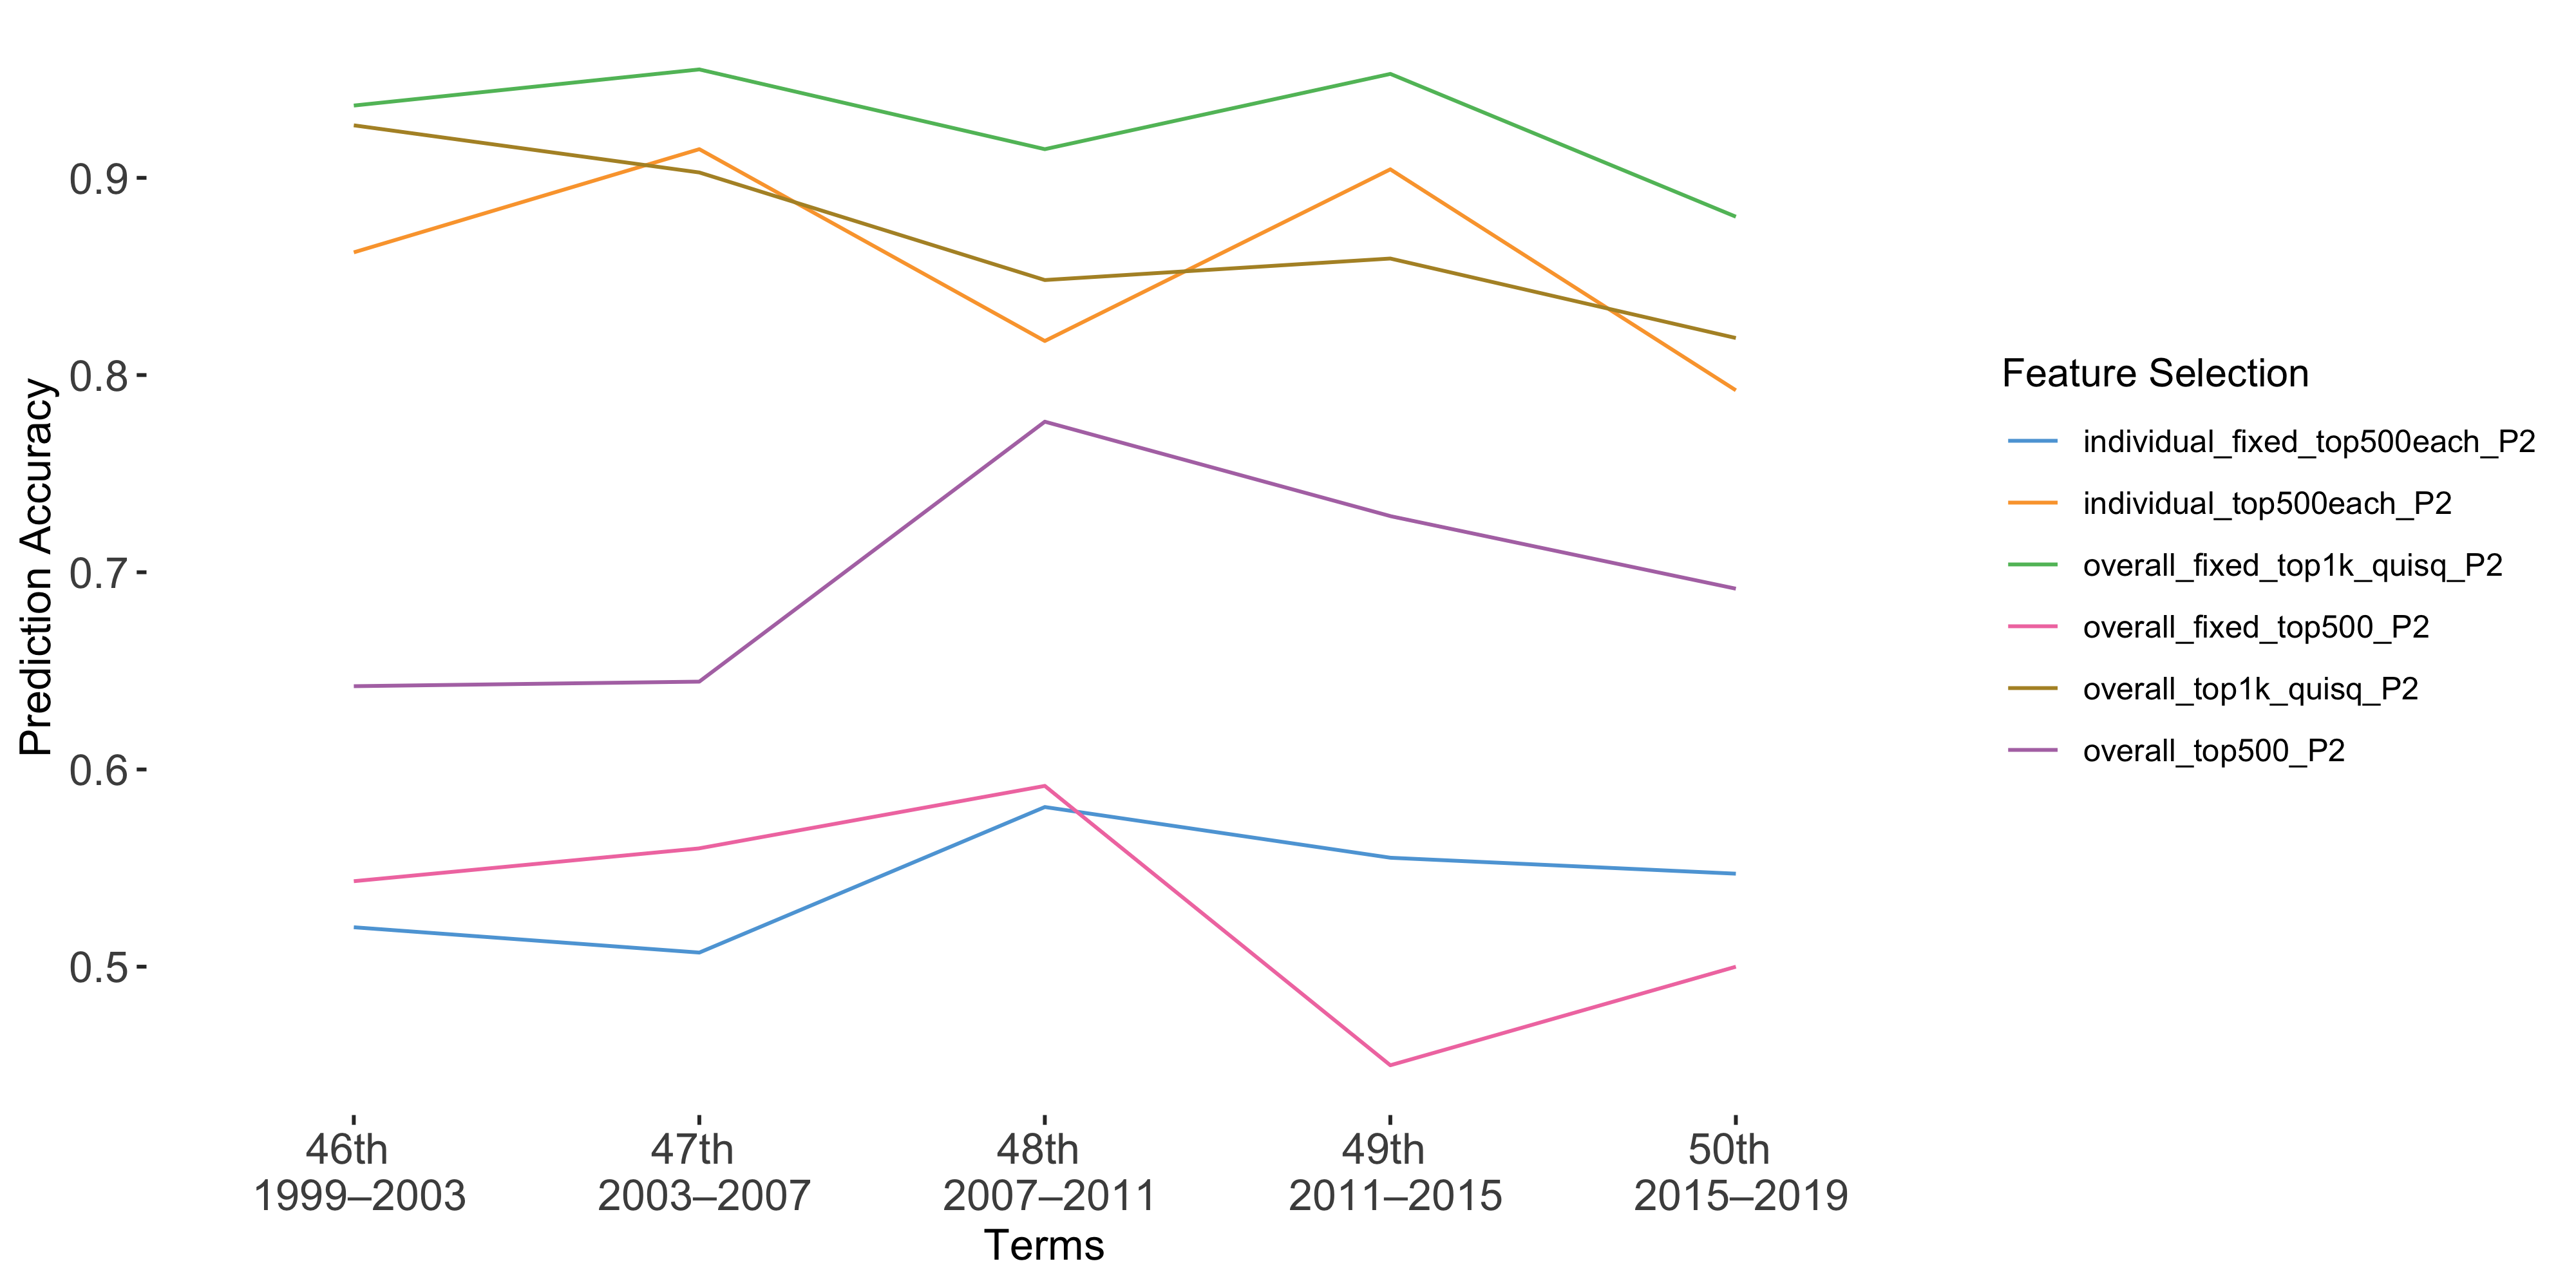 Prediction Accuracy
0.9
0.8
0.7
0.6
0.5
46th
1999–2003
47th
2003–2007
48th
2007–2011
49th
2011–2015
50th
2015–2019
Terms
Feature Selection
individual_fixed_top500each_P2
individual_top500each_P2
overall_fixed_top1k_quisq_P2
overall_fixed_top500_P2
overall_top1k_quisq_P2
overall_top500_P2